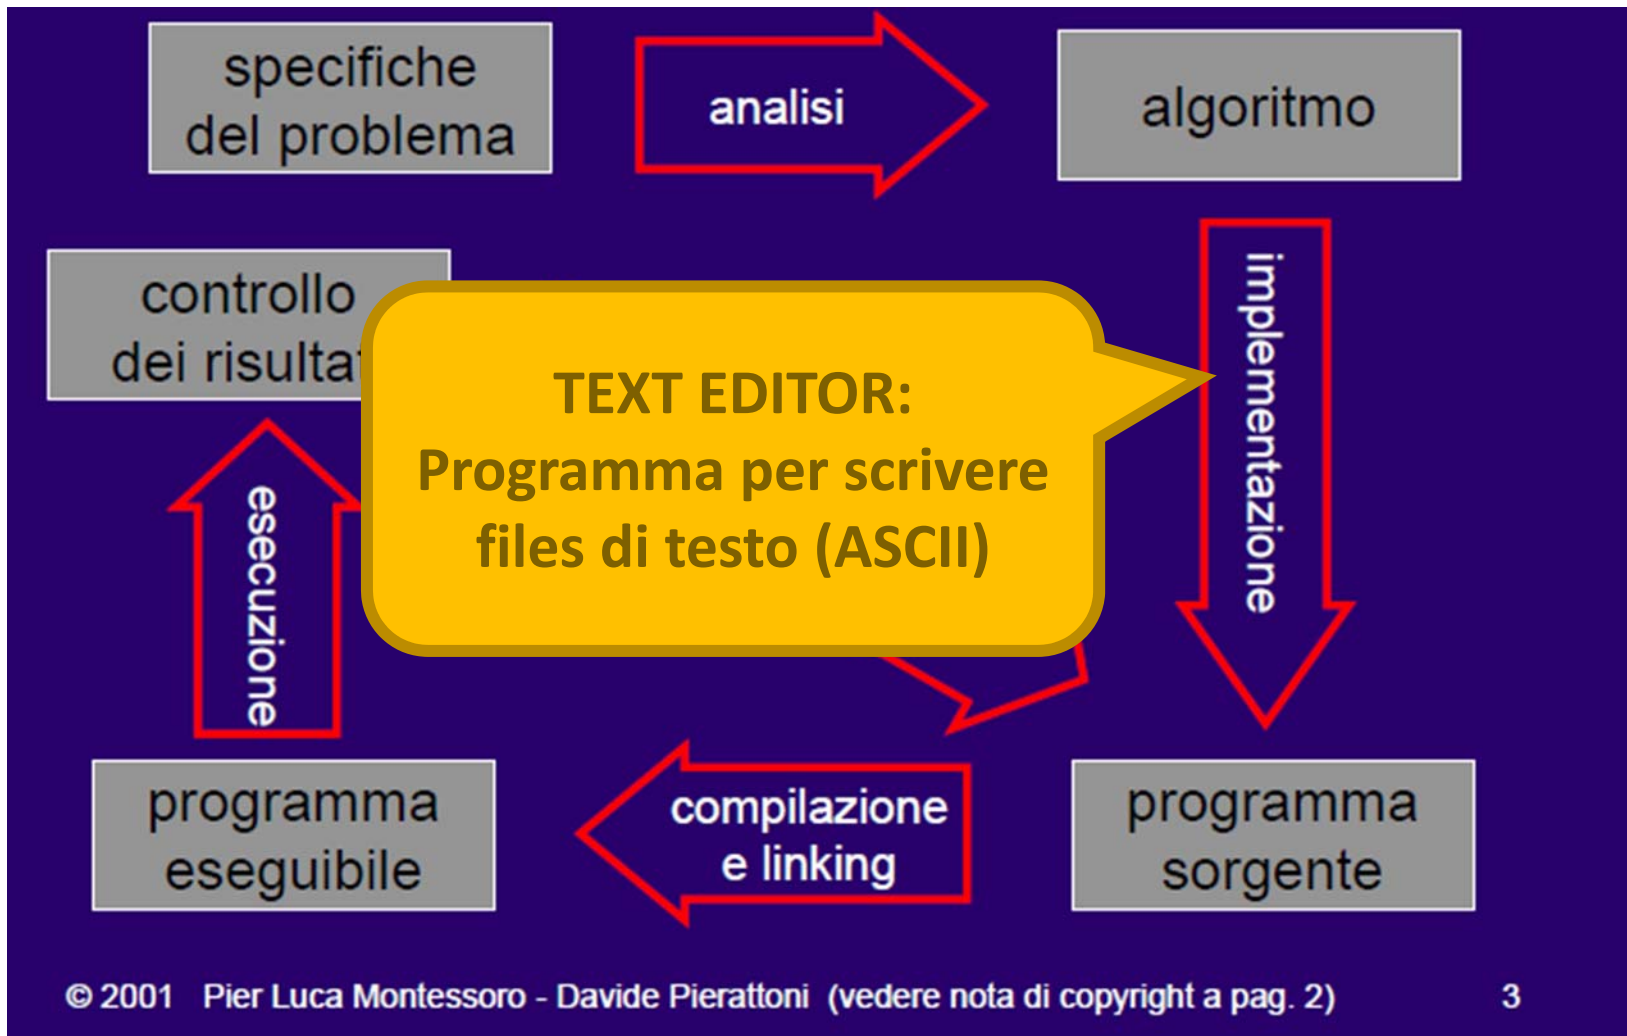 specifiche
del problema
analisi
algoritmo
implementazione
controllo
dei risultat
TEXT EDITOR:
Programma per scrivere
files di testo (ASCII)
esecuzione
programma
eseguibile
compilazione
e linking
programma
sorgente
© 2001 Pier Luca Montessoro - Davide Pierattoni (vedere nota di copyright a pag. 2) 3